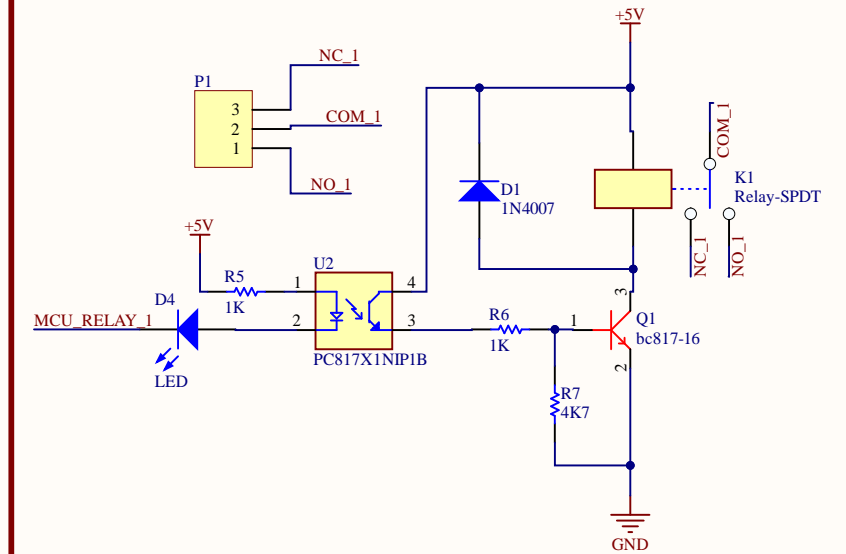 +5V
NC_1
P1
3
COM_1
2
1
NO_1
COM_1
K1
Relay-SPDT
D1
1N4007
+5V
NC_1
NO_1
U2
R5
1
4
1K
D4
MCU_RELAY_1
2
3
LED
PC817X1NIP1B
R6
1K
1
3
Q1
bc817-16
2
R7
4K7
GND